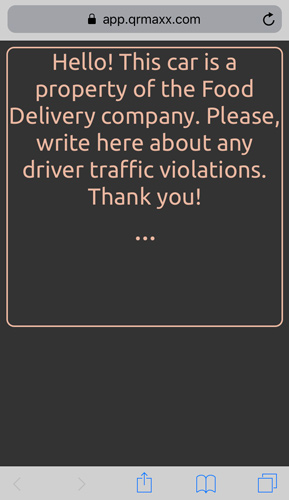 app.qrmaxx.com
Hello! This car is a
property of the Food
Delivery company. Please,
write here about any
driver traffic violations.
Thank you!
...